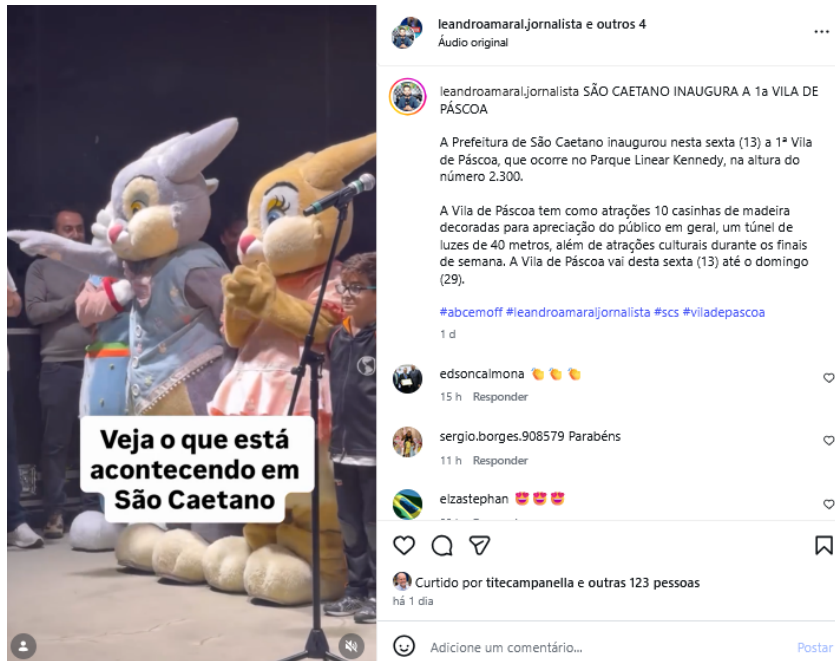 leandroamaral.jornalista e outros 4
Áudio original
leandroamaral.jornalista SÃO CAETANO INAUGURA A 1a VILA DE
PÁSCOA
A Prefeitura de São Caetano inaugurou nesta sexta (13) a 1ª Vila
de Páscoa, que ocorre no Parque Linear Kennedy, na altura do
número 2.300.
A Vila de Páscoa tem como atrações 10 casinhas de madeira
decoradas para apreciação do público em geral, um túnel de
luzes de 40 metros, além de atrações culturais durante os finais
de semana. A Vila de Páscoa vai desta sexta (13) até o domingo
(29).
#abcemoff #leandroamaraljornalista #scs #viladepascoa
1 d
edsoncalmona 👏👏👏
15 h Responder
sergio.borges.908579 Parabéns
11 h Responder
elzastephan 😍😍😍
Curtido por titecampanella e outras 123 pessoas
há 1 dia
Adicione um comentário...
Postar
Veja o que está
acontecendo em
São Caetano